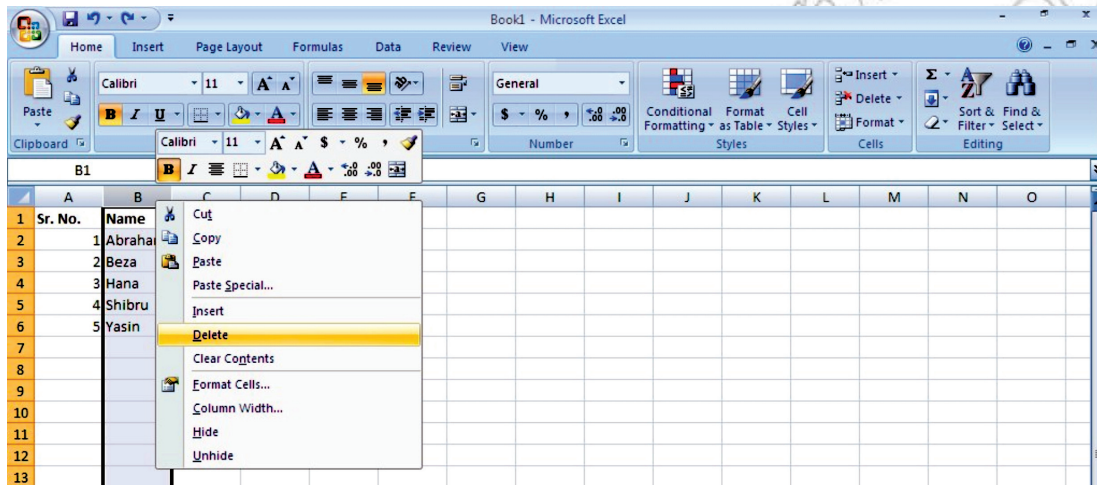 Book1 - Microsoft Excel
Home Insert Page Layout Formulas Data Review View
Calibri 11 A A General Insert
Paste B I U A $ % , .0 .00 Conditional Formatting Format as Table Cell Styles Delete Format Σ Sort & Filter Find & Select
Clipboard Number Styles Cells Editing
Calibri 11 A A $ % ,
B I A .0 .00
B1
A B C D E F G H I J K L M N O
1 Sr. No. Name
2 1
3 2 Beza
4 3 Hana
5 4 Shibru
6 5 Yasin
7
8
9
10
11
12
13
Cut
Copy
Paste
Paste Special...
Insert
Delete
Clear Contents
Format Cells...
Column Width...
Hide
Unhide